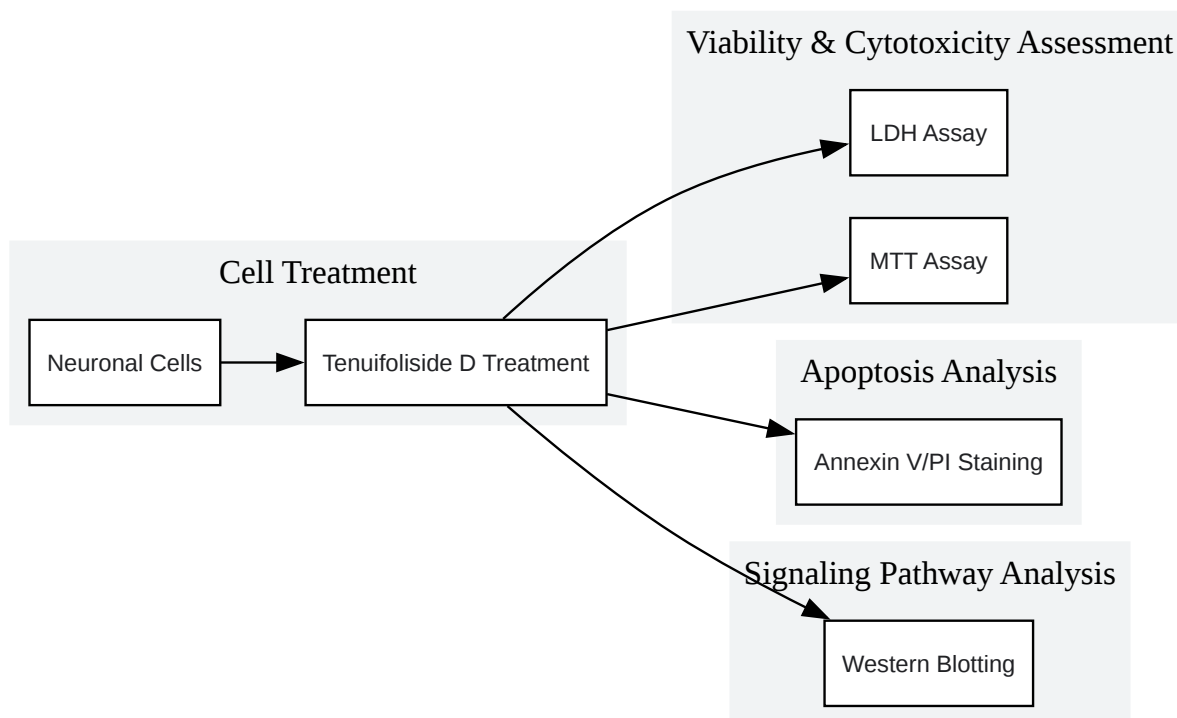 Viability & Cytotoxicity Assessment
LDH Assay
MTT Assay
Cell Treatment
Neuronal Cells
Tenuifoliside D Treatment
Apoptosis Analysis
Annexin V/PI Staining
Signaling Pathway Analysis
Western Blotting